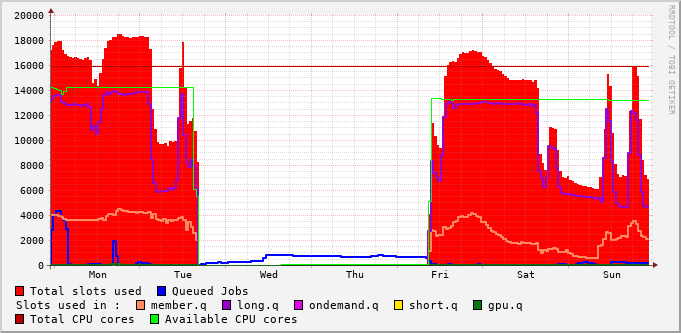 20000
18000
16000
14000
12000
10000
8000
6000
4000
2000
0
Mon Tue Wed Thu Fri Sat Sun
RRDTOOL / TOBI OETIKER
Total slots used Queued Jobs
Slots used in : member.q long.q ondemand.q short.q gpu.q
Total CPU cores Available CPU cores